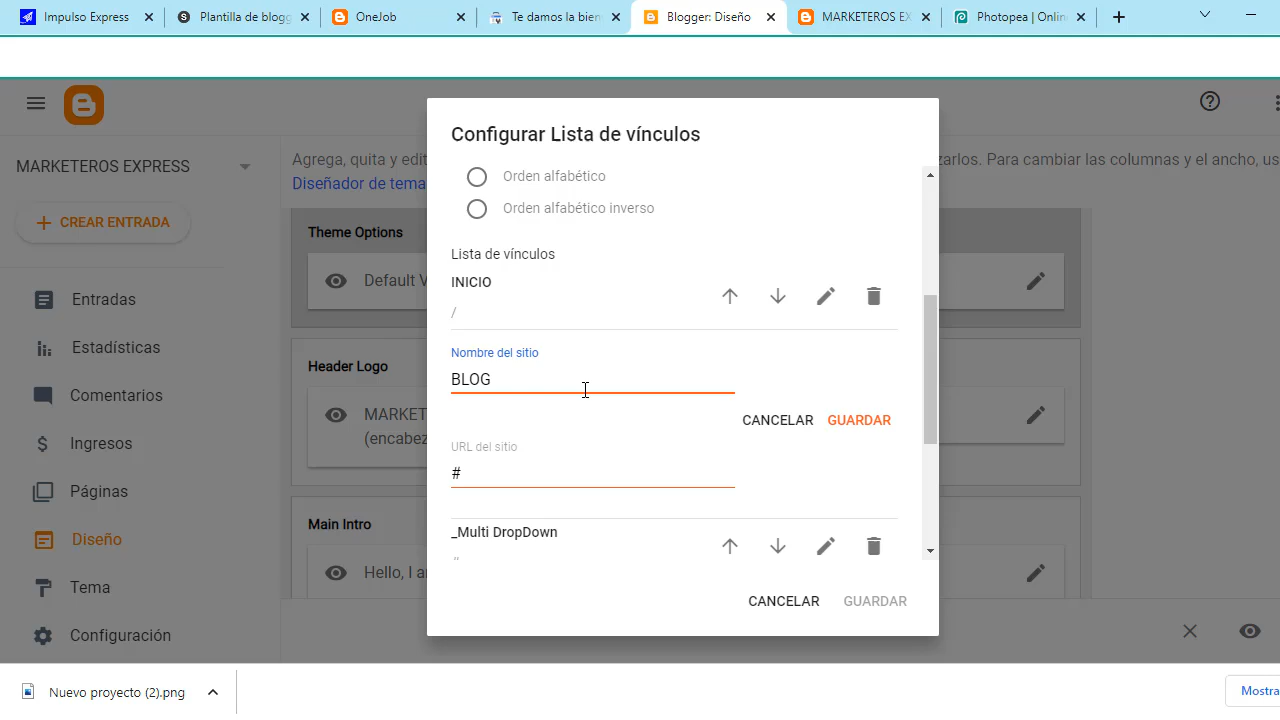 Impulso Express
Plantilla de blogg
OneJob
Te damos la bien
Blogger: Diseño
MARKETEROS EX
Photopea | Onlin
MARKETEROS EXPRESS
CREAR ENTRADA
Entradas
Estadísticas
Comentarios
Ingresos
Páginas
Diseño
Tema
Configuración
Agrega, quita y edit
zarlos. Para cambiar las columnas y el ancho, us
Diseñador de tema
Theme Options
Default V
Header Logo
MARKET
(encabez
Main Intro
Hello, I a
Configurar Lista de vínculos
Orden alfabético
Orden alfabético inverso
Lista de vínculos
INICIO
/
Nombre del sitio
BLOG
CANCELAR GUARDAR
URL del sitio
#
_Multi DropDown
CANCELAR GUARDAR
Nuevo proyecto (2).png
Mostra